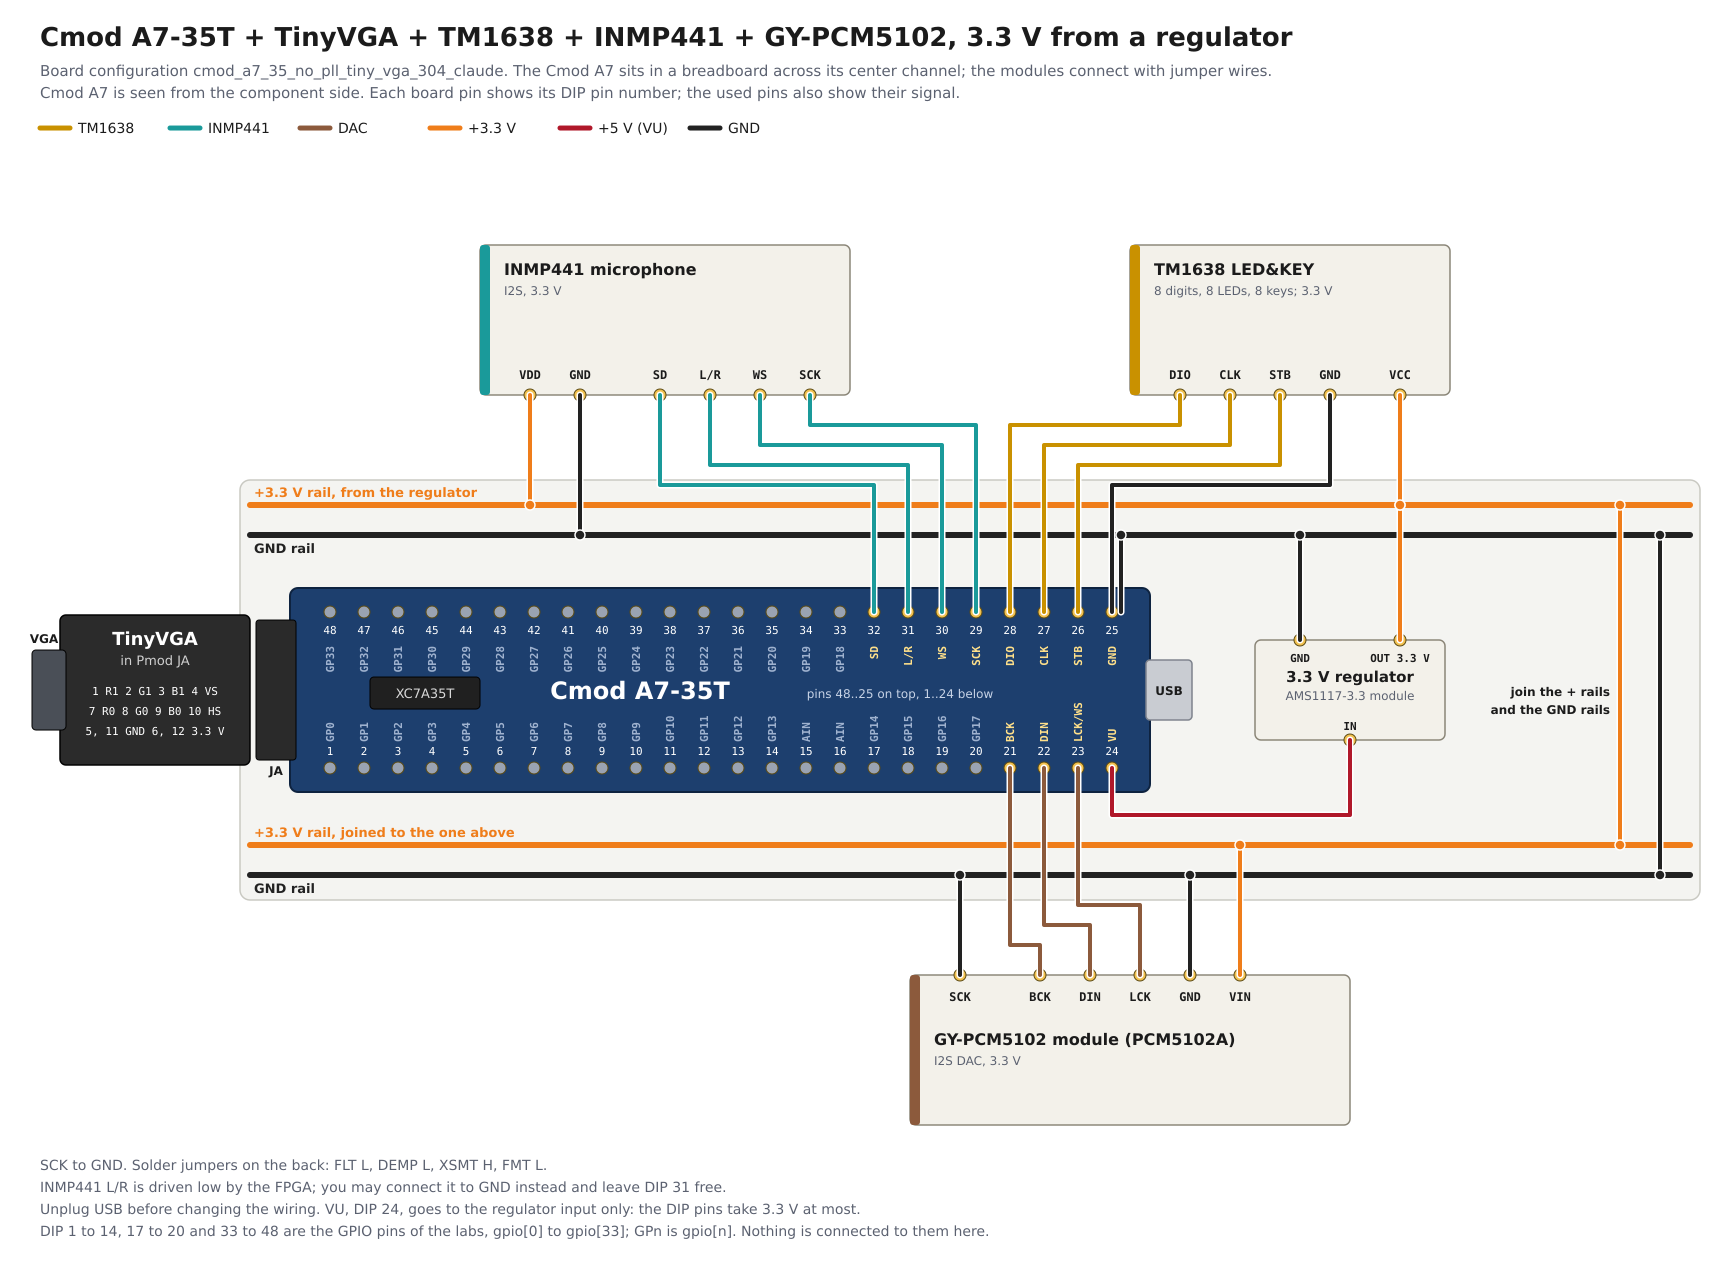 Cmod A7-35T + TinyVGA + TM1638 + INMP441 + GY-PCM5102, 3.3 V from a regulator
Board configuration cmod_a7_35_no_pll_tiny_vga_304_claude. The Cmod A7 sits in a breadboard across its center channel; the modules connect with jumper wires.
Cmod A7 is seen from the component side. Each board pin shows its DIP pin number; the used pins also show their signal.
TM1638 INMP441 DAC +3.3 V +5 V (VU) GND
INMP441 microphone
I2S, 3.3 V
VDD GND SD L/R WS SCK
TM1638 LED&KEY
8 digits, 8 LEDs, 8 keys; 3.3 V
DIO CLK STB GND VCC
+3.3 V rail, from the regulator
GND rail
48 47 46 45 44 43 42 41 40 39 38 37 36 35 34 33 32 31 30 29 28 27 26 25
GP33 GP32 GP31 GP30 GP29 GP28 GP27 GP26 GP25 GP24 GP23 GP22 GP21 GP20 GP19 GP18 SD L/R WS SCK DIO CLK STB GND
VGA
TinyVGA
in Pmod JA
1 R1 2 G1 3 B1 4 VS
7 R0 8 G0 9 B0 10 HS
5, 11 GND 6, 12 3.3 V
JA
XC7A35T
Cmod A7-35T
pins 48..25 on top, 1..24 below
USB
GP0 GP1 GP2 GP3 GP4 GP5 GP6 GP7 GP8 GP9 GP10 GP11 GP12 GP13 AIN AIN GP14 GP15 GP16 GP17 BCK DIN LCK/WS VU
1 2 3 4 5 6 7 8 9 10 11 12 13 14 15 16 17 18 19 20 21 22 23 24
GND OUT 3.3 V
3.3 V regulator
AMS1117-3.3 module
IN
join the + rails
and the GND rails
+3.3 V rail, joined to the one above
GND rail
SCK BCK DIN LCK GND VIN
GY-PCM5102 module (PCM5102A)
I2S DAC, 3.3 V
SCK to GND. Solder jumpers on the back: FLT L, DEMP L, XSMT H, FMT L.
INMP441 L/R is driven low by the FPGA; you may connect it to GND instead and leave DIP 31 free.
Unplug USB before changing the wiring. VU, DIP 24, goes to the regulator input only: the DIP pins take 3.3 V at most.
DIP 1 to 14, 17 to 20 and 33 to 48 are the GPIO pins of the labs, gpio[0] to gpio[33]; GPn is gpio[n]. Nothing is connected to them here.